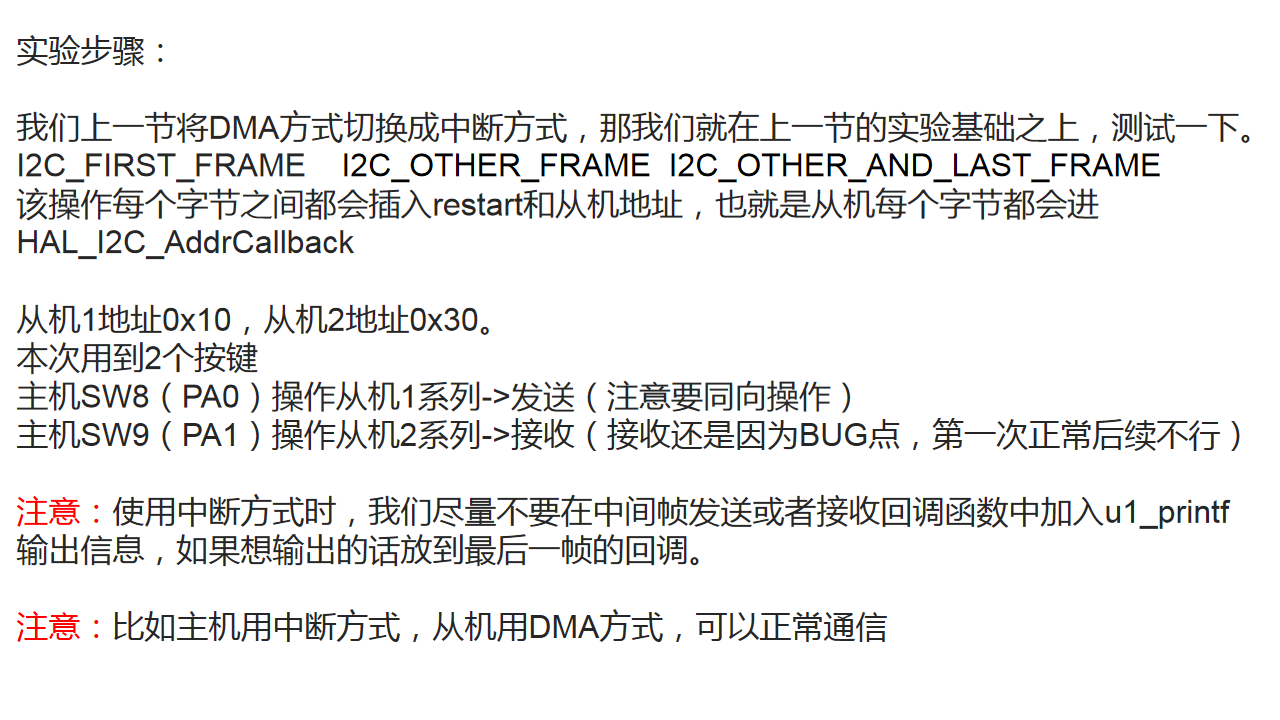 实验步骤：
我们上一节将DMA方式切换成中断方式，那我们就在上一节的实验基础之上，测试一下。
I2C_FIRST_FRAME I2C_OTHER_FRAME I2C_OTHER_AND_LAST_FRAME
该操作每个字节之间都会插入restart和从机地址，也就是从机每个字节都会进
HAL_I2C_AddrCallback
从机1地址0x10，从机2地址0x30。
本次用到2个按键
主机SW8（PA0）操作从机1系列->发送（注意要同向操作）
主机SW9（PA1）操作从机2系列->接收（接收还是因为BUG点，第一次正常后续不行）
注意：使用中断方式时，我们尽量不要在中间帧发送或者接收回调函数中加入u1_printf
输出信息，如果想输出的话放到最后一帧的回调。
注意：比如主机用中断方式，从机用DMA方式，可以正常通信